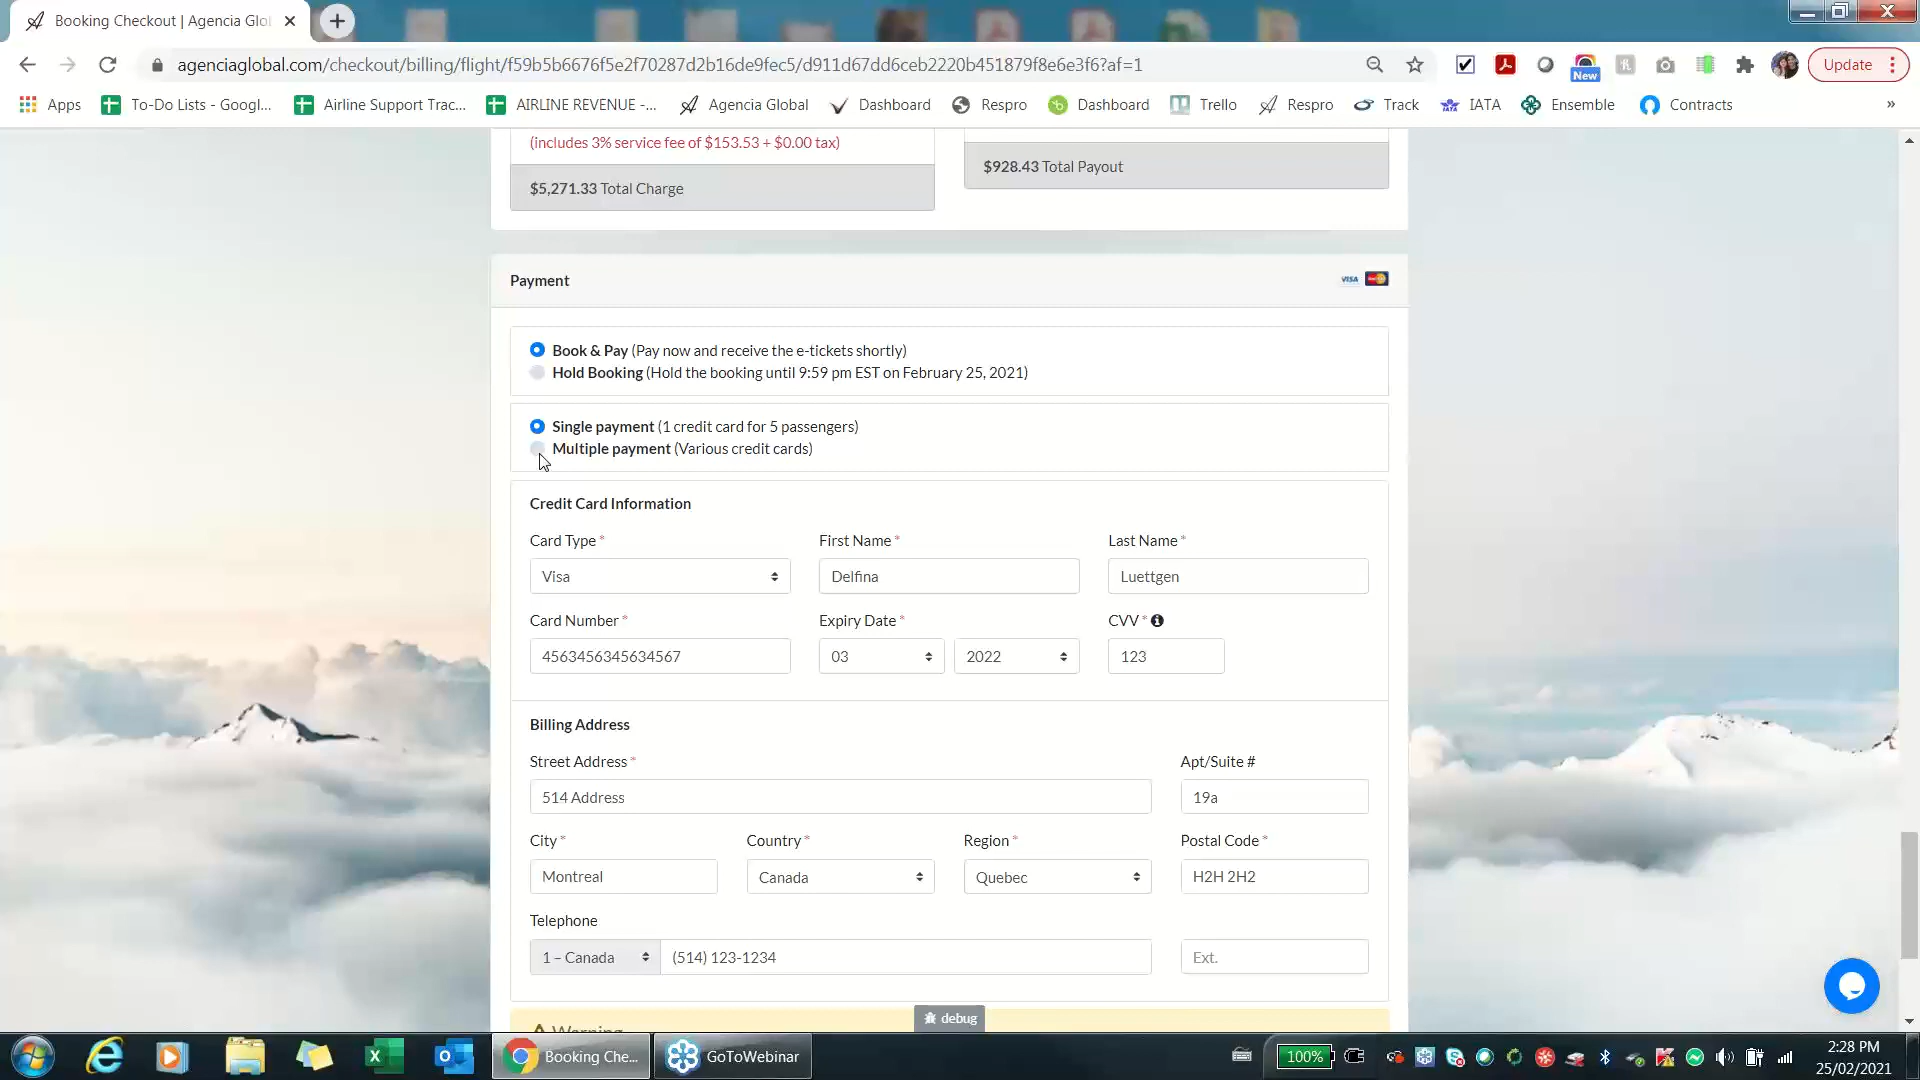 Booking Checkout | Agencia Glo
agenciaglobal.com/checkout/billing/flight/f59b5b6676f5e2f70287d2b16de9fec5/d911d67dd6ceb2220b451879f8e6e3f6?af=1
New
Update
Apps
To-Do Lists - Googl...
Airline Support Trac...
AIRLINE REVENUE -...
Agencia Global
Dashboard
Respro
Dashboard
Trello
Respro
Track
IATA
Ensemble
Contracts
»
(includes 3% service fee of $153.53 + $0.00 tax)
$5,271.33 Total Charge
$928.43 Total Payout
Payment
VISA
Book & Pay (Pay now and receive the e-tickets shortly)
Hold Booking (Hold the booking until 9:59 pm EST on February 25, 2021)
Single payment (1 credit card for 5 passengers)
Multiple payment (Various credit cards)
Credit Card Information
Card Type *
First Name *
Last Name *
Visa
Delfina
Luettgen
Card Number *
Expiry Date *
CVV *
4563456345634567
03
2022
123
Billing Address
Street Address *
Apt/Suite #
514 Address
19a
City *
Country *
Region *
Postal Code *
Montreal
Canada
Quebec
H2H 2H2
Telephone
1 – Canada
(514) 123-1234
Ext.
Warning
debug
Booking Che...
GoToWebinar
100%
2:28 PM
25/02/2021